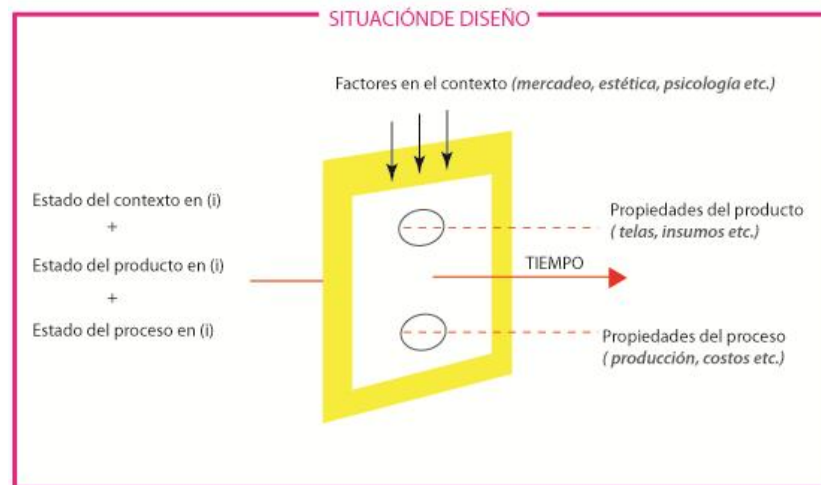 SITUACIÓNDE DISEÑO
Factores en el contexto (mercadeo, estética, psicología etc.)
Estado del contexto en (i)
+
Estado del producto en (i)
+
Estado del proceso en (i)
Propiedades del producto
( telas, insumos etc.)
TIEMPO
Propiedades del proceso
( producción, costos etc.)